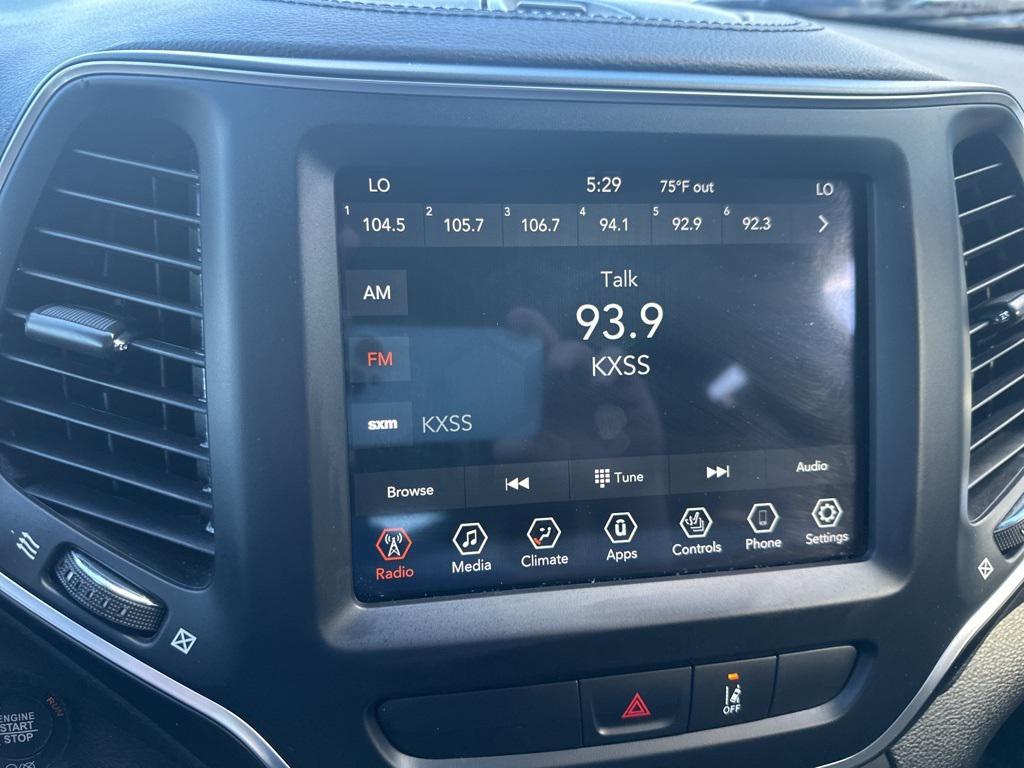 LO 5:29 75°F out LO
1 104.5 2 105.7 3 106.7 4 94.1 5 92.9 6 92.3
Talk
AM
93.9
FM
KXSS
sxm KXSS
Browse Tune Audio
Radio Media Climate Apps Controls Phone Settings
OFF
RUN
ENGINE
START
STOP